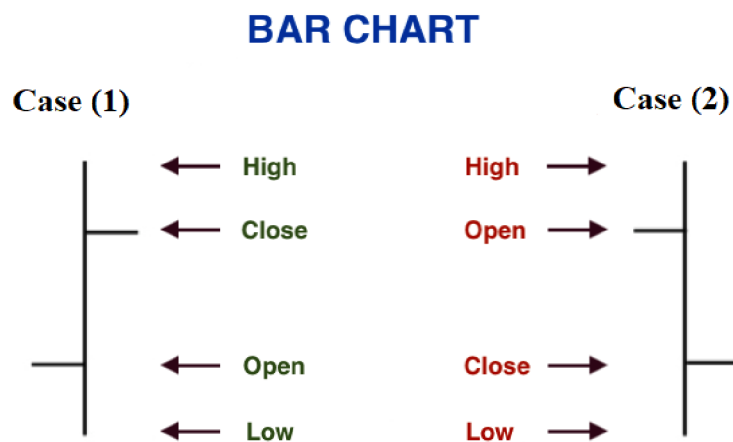 BAR CHART
Case (1)
Case (2)
High
High
Close
Open
Open
Close
Low
Low